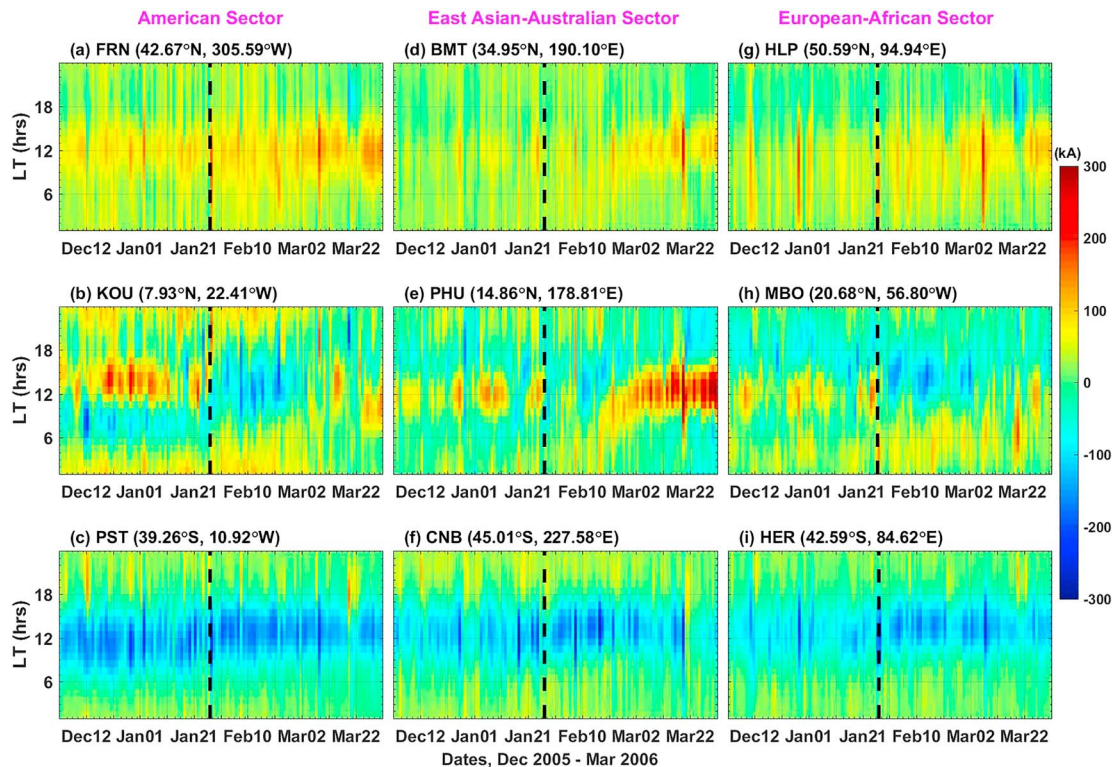 American Sector East Asian-Australian Sector European-African Sector
(a) FRN (42.67°N, 305.59°W) (d) BMT (34.95°N, 190.10°E) (g) HLP (50.59°N, 94.94°E)
LT (hrs)
18
12
6
(kA)
300
200
100
0
-100
-200
-300
Dec12 Jan01 Jan21 Feb10 Mar02 Mar22 Dec12 Jan01 Jan21 Feb10 Mar02 Mar22 Dec12 Jan01 Jan21 Feb10 Mar02 Mar22
(b) KOU (7.93°N, 22.41°W) (e) PHU (14.86°N, 178.81°E) (h) MBO (20.68°N, 56.80°W)
LT (hrs)
18
12
6
Dec12 Jan01 Jan21 Feb10 Mar02 Mar22 Dec12 Jan01 Jan21 Feb10 Mar02 Mar22 Dec12 Jan01 Jan21 Feb10 Mar02 Mar22
(c) PST (39.26°S, 10.92°W) (f) CNB (45.01°S, 227.58°E) (i) HER (42.59°S, 84.62°E)
LT (hrs)
18
12
6
Dec12 Jan01 Jan21 Feb10 Mar02 Mar22 Dec12 Jan01 Jan21 Feb10 Mar02 Mar22 Dec12 Jan01 Jan21 Feb10 Mar02 Mar22
Dates, Dec 2005 - Mar 2006